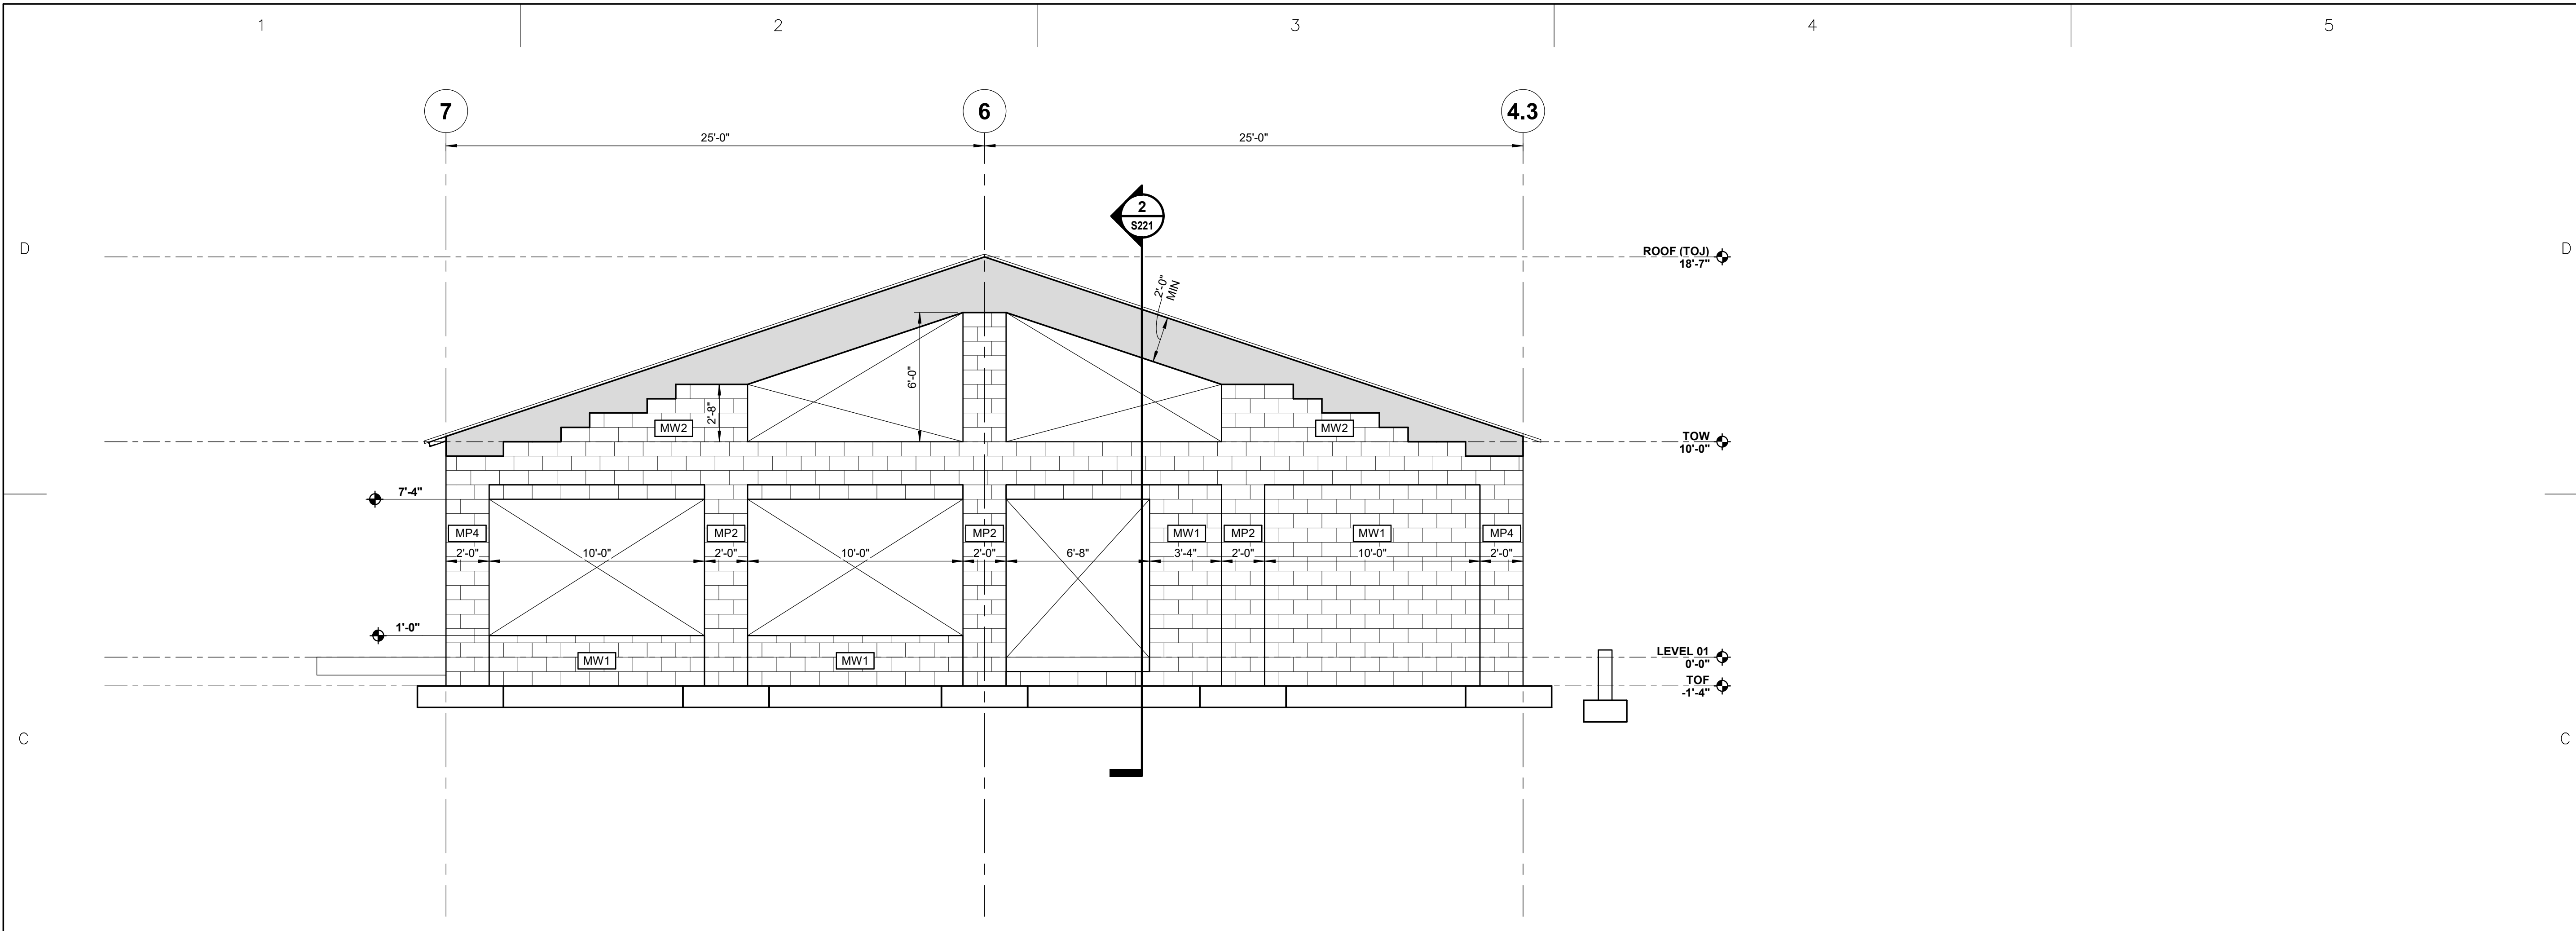 1 2 3 4 5
7 6 4.3
25'-0" 25'-0"
2
S221
D D
ROOF (TOJ)
18'-7"
2'-0"
MIN
6'-0"
2'-8"
MW2 MW2
TOW
10'-0"
7'-4"
MP4 MP2 MP2 MW1 MP2 MW1 MP4
2'-0" 10'-0" 2'-0" 10'-0" 2'-0" 6'-8" 3'-4" 2'-0" 10'-0" 2'-0"
1'-0"
MW1 MW1
LEVEL 01
0'-0"
TOF
-1'-4"
C C